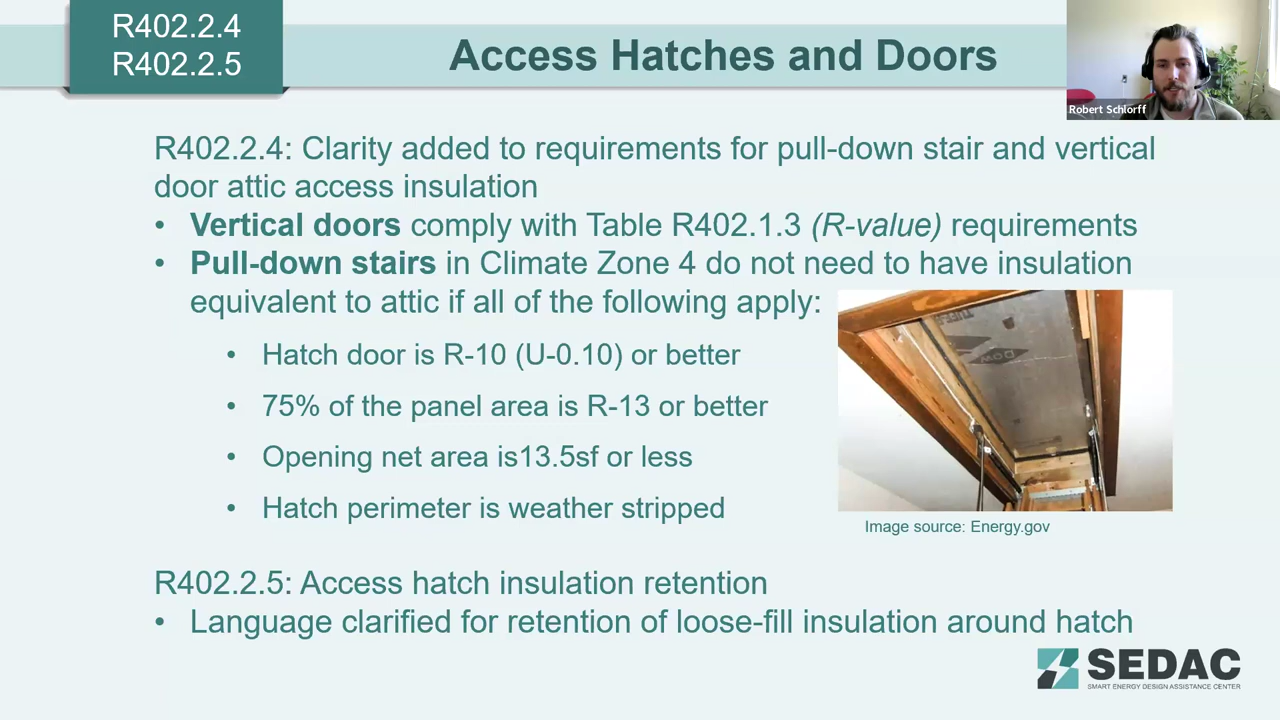 R402.2.4
R402.2.5
Access Hatches and Doors
Robert Schlorff
R402.2.4: Clarity added to requirements for pull-down stair and vertical
door attic access insulation
• Vertical doors comply with Table R402.1.3 (R-value) requirements
• Pull-down stairs in Climate Zone 4 do not need to have insulation
equivalent to attic if all of the following apply:
• Hatch door is R-10 (U-0.10) or better
• 75% of the panel area is R-13 or better
• Opening net area is13.5sf or less
• Hatch perimeter is weather stripped
Image source: Energy.gov
R402.2.5: Access hatch insulation retention
• Language clarified for retention of loose-fill insulation around hatch
SEDAC
SMART ENERGY DESIGN ASSISTANCE CENTER